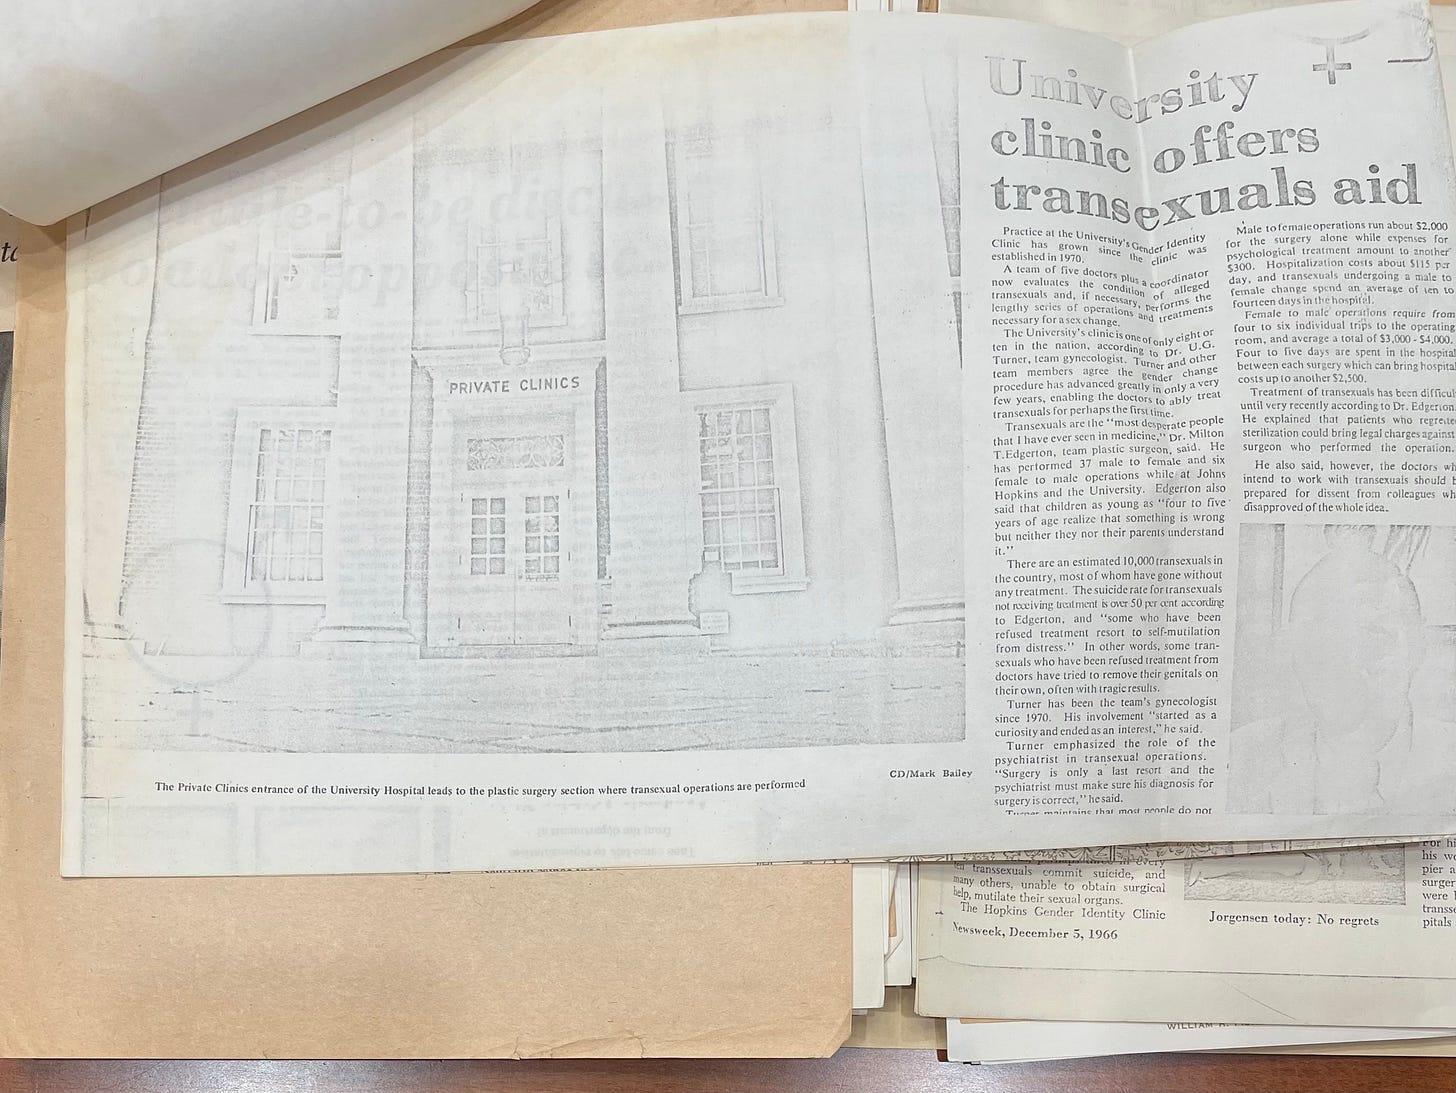 University
clinic offers
transexuals aid
Practice at the University's Gender Identity
Clinic has grown since the clinic was
established in 1970.
A team of five doctors plus a coordinator
now evaluates the condition of alleged
transexuals and, if necessary, performs the
lengthy series of operations and treatments
necessary for a sex change.
The University's clinic is one of only eight or
ten in the nation, according to Dr. U.G.
Turner, team gynecologist. Turner and other
team members agree the gender change
procedure has advanced greatly in only a very
few years, enabling the doctors to ably treat
transexuals for perhaps the first time.
Transexuals are the "most desperate people
that I have ever seen in medicine," Dr. Milton
T.Edgerton, team plastic surgeon, said. He
has performed 37 male to female and six
female to male operations while at Johns
Hopkins and the University. Edgerton also
said that children as young as "four to five
years of age realize that something is wrong
but neither they nor their parents understand
it."
There are an estimated 10,000 transexuals in
the country, most of whom have gone without
any treatment. The suicide rate for transexuals
not receiving treatment is over 50 per cent according
to Edgerton, and "some who have been
refused treatment resort to self-mutilation
from distress." In other words, some tran-
sexuals who have been refused treatment from
doctors have tried to remove their genitals on
their own, often with tragic results.
Turner has been the team's gynecologist
since 1970. His involvement "started as a
curiosity and ended as an interest," he said.
Turner emphasized the role of the
psychiatrist in transexual operations.
"Surgery is only a last resort and the
psychiatrist must make sure his diagnosis for
surgery is correct," he said.
Turner maintains that most people do not
Male to female operations run about $2,000
for the surgery alone while expenses for
psychological treatment amount to another
$300. Hospitalization costs about $115 per
day, and transexuals undergoing a male to
female change spend an average of ten to
fourteen days in the hospital.
Female to male operations require from
four to six individual trips to the operating
room, and average a total of $3,000 - $4,000.
Four to five days are spent in the hospital
between each surgery which can bring hospital
costs up to another $2,500.
Treatment of transexuals has been difficul
until very recently according to Dr. Edgerton.
He explained that patients who regrette
sterilization could bring legal charges against
surgeon who performed the operation.
He also said, however, the doctors wh
intend to work with transexuals should b
prepared for dissent from colleagues wh
disapproved of the whole idea.
PRIVATE CLINICS
CD/Mark Bailey
The Private Clinics entrance of the University Hospital leads to the plastic surgery section where transexual operations are performed
in every
ten transsexuals commit suicide, and
many others, unable to obtain surgical
help, mutilate their sexual organs.
The Hopkins Gender Identity Clinic
Newsweek, December 5, 1966
Jorgensen today: No regrets
For hi
his wo
pier a
surger
were
transse
pitals
WILLIAM